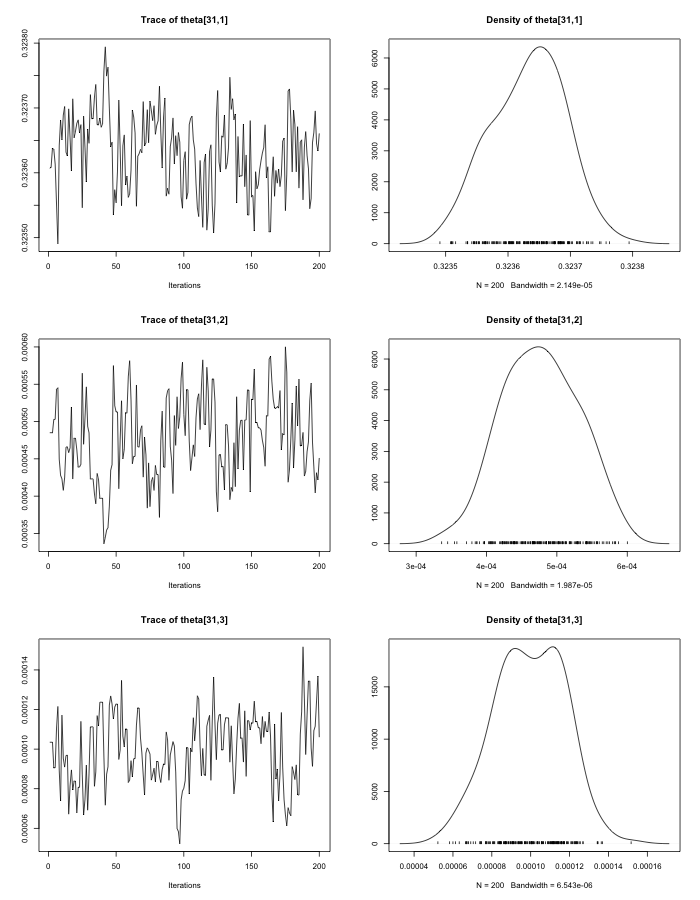 Trace of theta[31,1]
0.32350 0.32360 0.32370 0.32380
0 50 100 150 200
Iterations
Density of theta[31,1]
0 1000 2000 3000 4000 5000 6000
0.3235 0.3236 0.3237 0.3238
N = 200 Bandwidth = 2.149e-05
Trace of theta[31,2]
0.00035 0.00040 0.00045 0.00050 0.00055 0.00060
0 50 100 150 200
Iterations
Density of theta[31,2]
0 1000 2000 3000 4000 5000 6000
3e-04 4e-04 5e-04 6e-04
N = 200 Bandwidth = 1.987e-05
Trace of theta[31,3]
0.00006 0.00008 0.00010 0.00012 0.00014
0 50 100 150 200
Iterations
Density of theta[31,3]
0 5000 10000 15000
0.00004 0.00006 0.00008 0.00010 0.00012 0.00014 0.00016
N = 200 Bandwidth = 6.543e-06